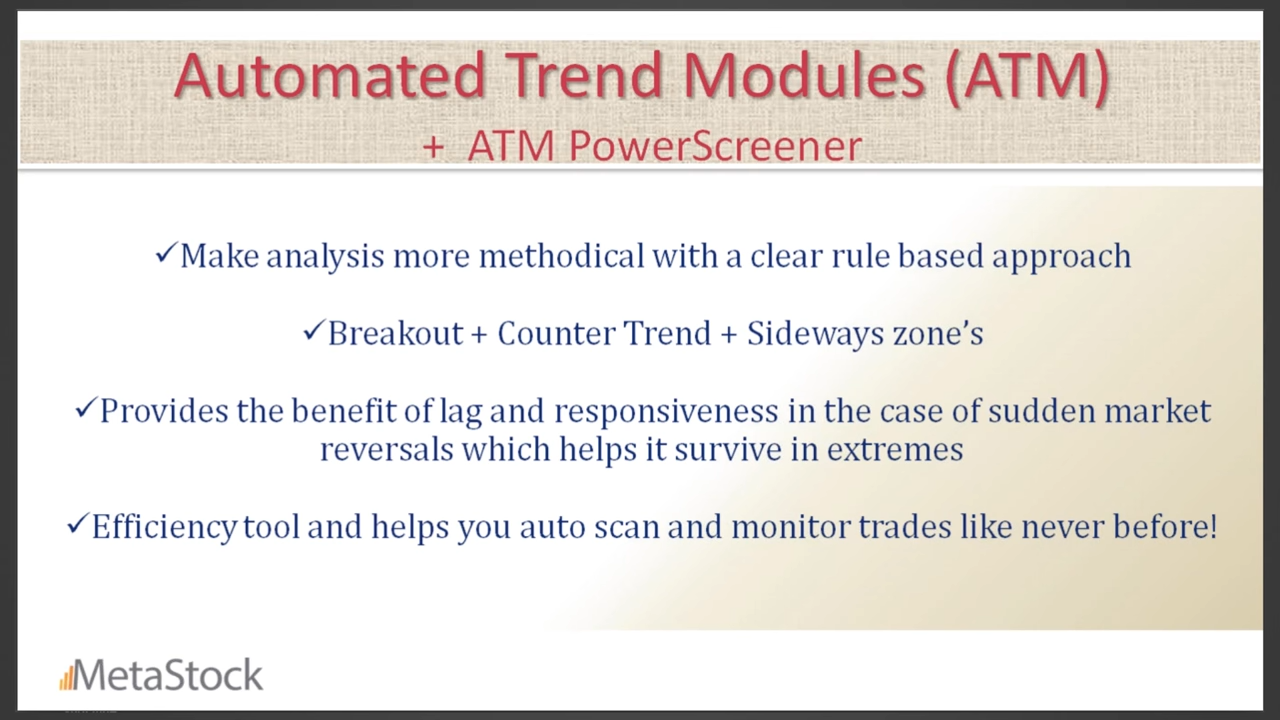 Automated Trend Modules (ATM)
+ ATM PowerScreener
✓Make analysis more methodical with a clear rule based approach
✓Breakout + Counter Trend + Sideways zone's
✓Provides the benefit of lag and responsiveness in the case of sudden market
reversals which helps it survive in extremes
✓Efficiency tool and helps you auto scan and monitor trades like never before!
MetaStock